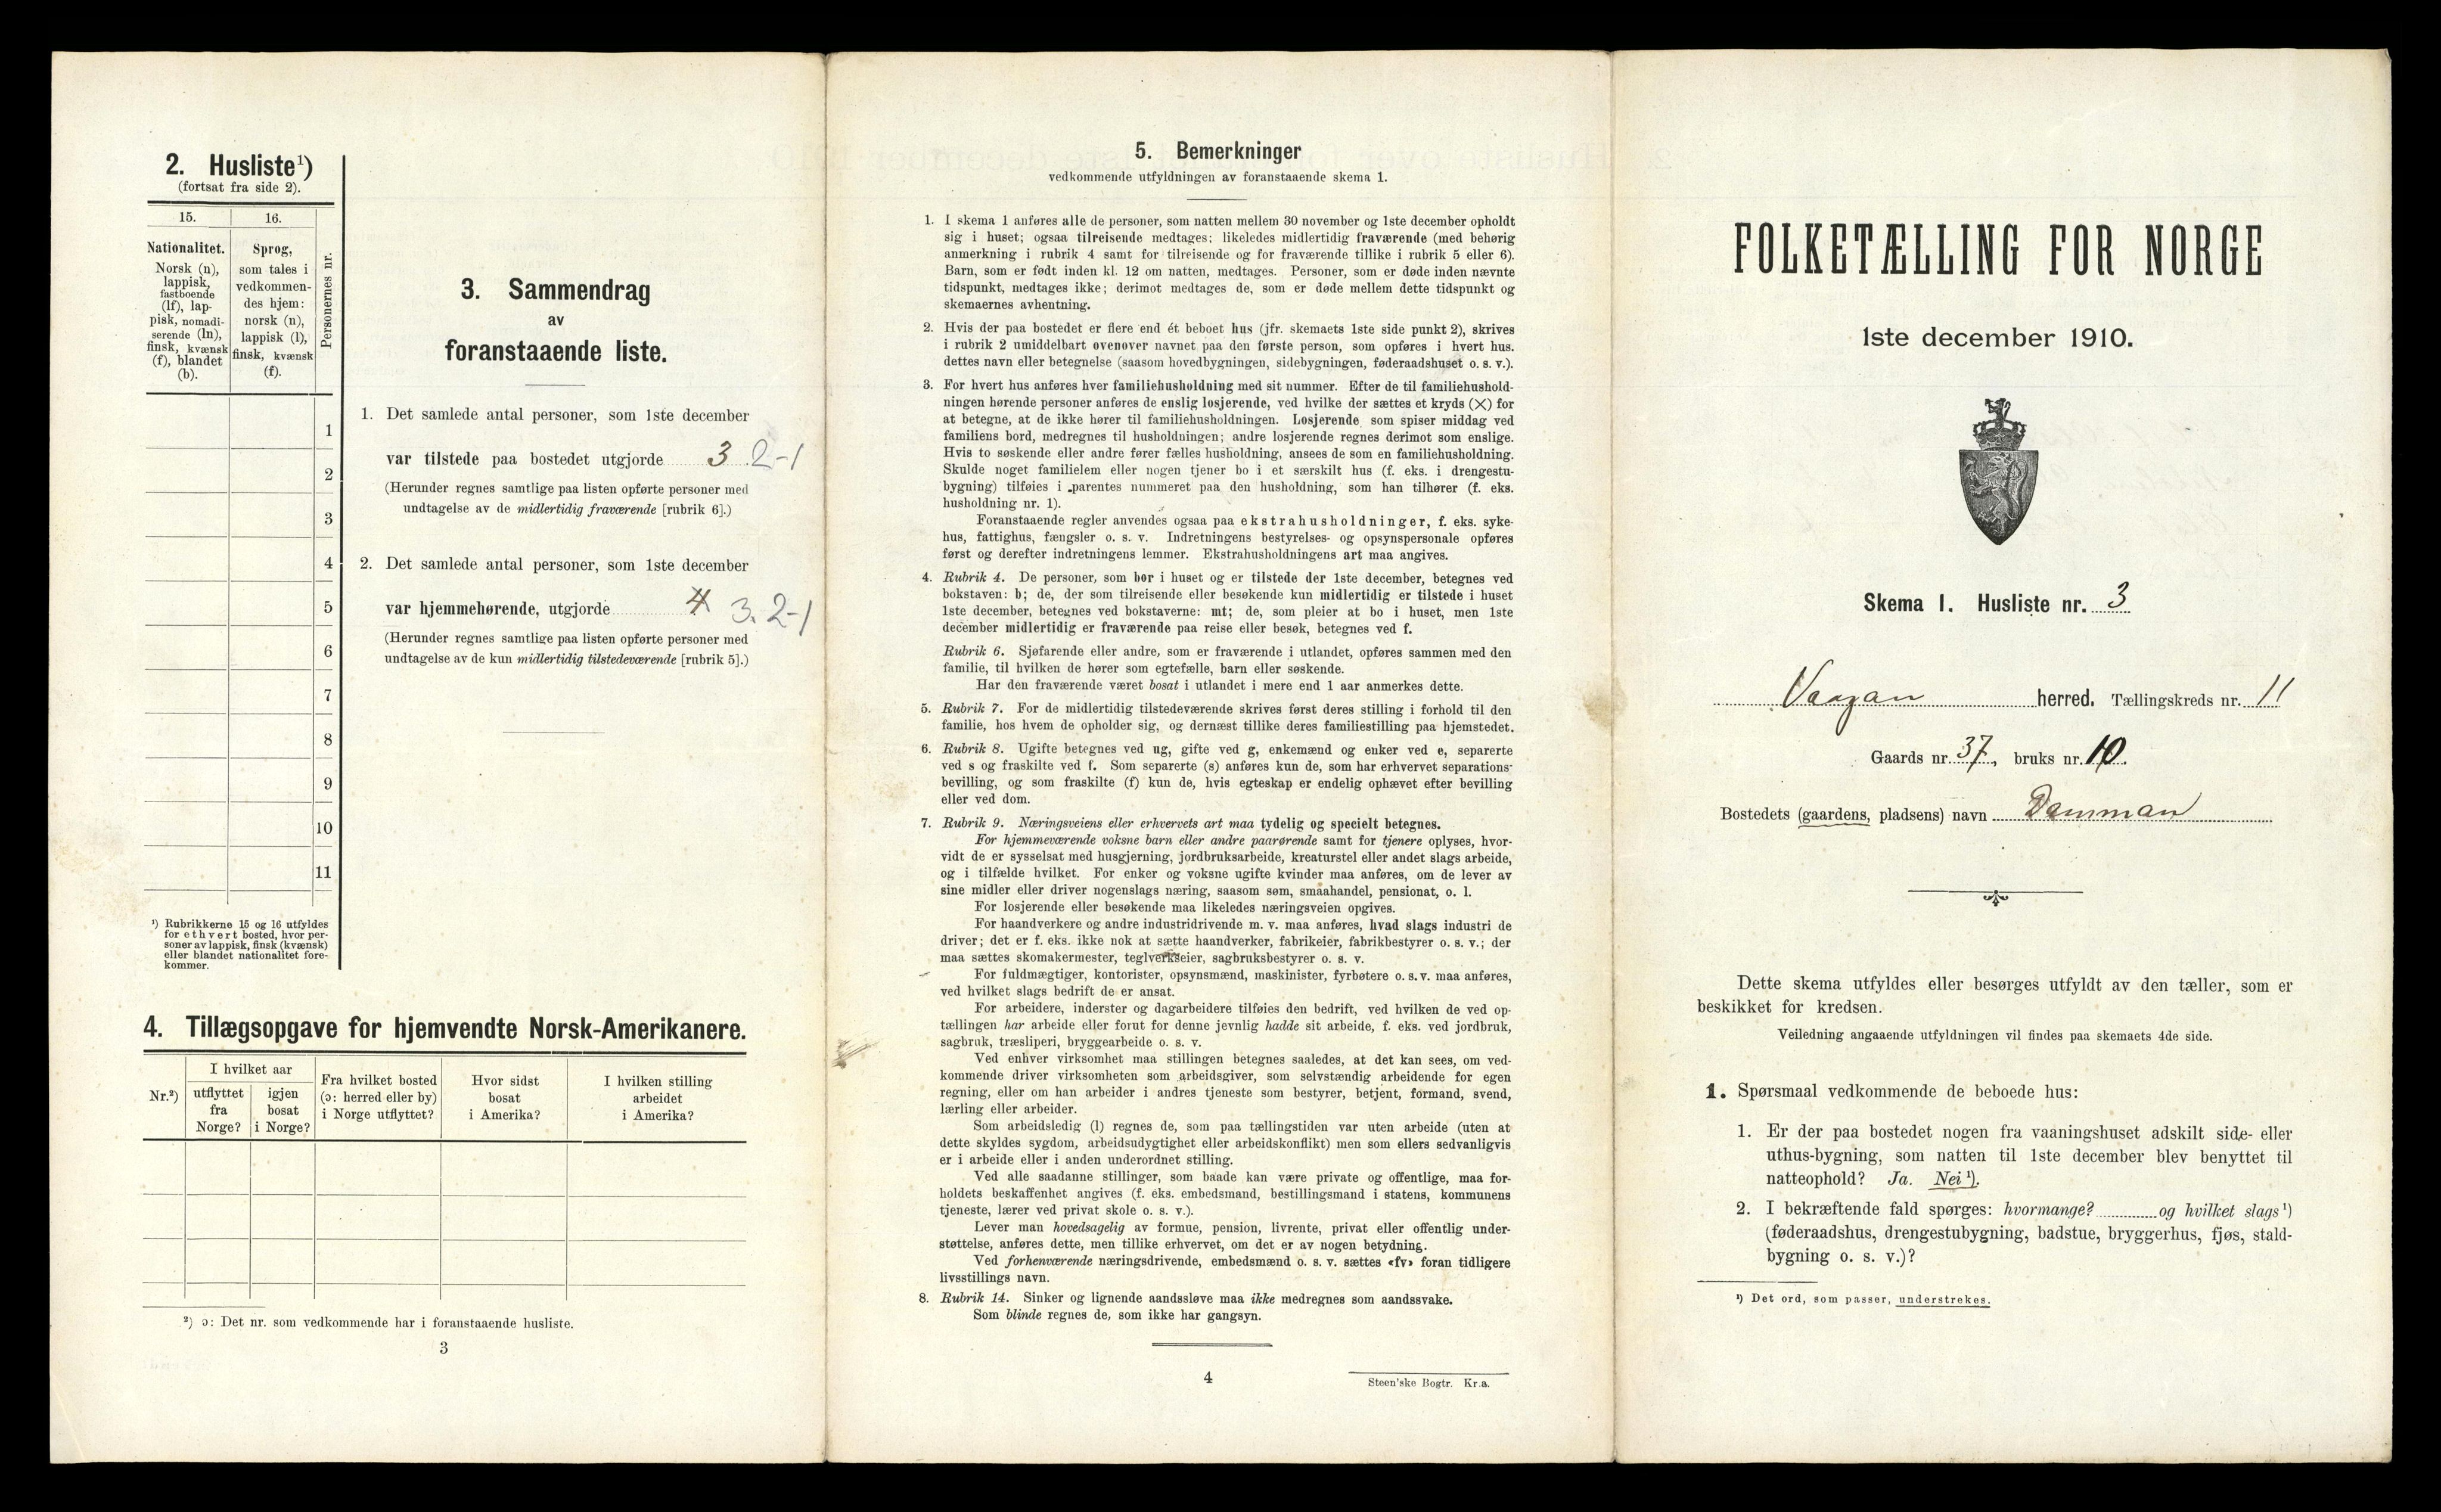 2. Husliste¹)
(fortsat fra side 2).
15.
16.
Personernes nr.
Nationalitet.
Norsk (n),
lappisk,
fastboende
(lf), lap-
pisk, nomadi-
serende (ln),
finsk, kvænsk
(f), blandet
(b).
Sprog,
som tales i
vedkommen-
des hjem:
norsk (n),
lappisk (l),
finsk, kvænsk
(f).
1
2
3
4
5
6
7
8
9
10
11
¹) Rubrikkerne 15 og 16 utfyldes
for ethvert bosted, hvor per-
soner av lappisk, finsk (kvænsk)
eller blandet nationalitet fore-
kommer.
3. Sammendrag
av
foranstaaende liste.
1. Det samlede antal personer, som 1ste december
var tilstede paa bostedet utgjorde 3 2-1
(Herunder regnes samtlige paa listen opførte personer med
undtagelse av de midlertidig fraværende [rubrik 6].)
2. Det samlede antal personer, som 1ste december
var hjemmehørende, utgjorde 4 3. 2-1
(Herunder regnes samtlige paa listen opførte personer med
undtagelse av de kun midlertidig tilstedeværende [rubrik 5].)
4. Tillægsopgave for hjemvendte Norsk-Amerikanere.
Nr.²)
I hvilket aar
utflyttet
fra
Norge?
igjen
bosat
i Norge?
Fra hvilket bosted
(ɔ: herred eller by)
i Norge utflyttet?
Hvor sidst
bosat
i Amerika?
I hvilken stilling
arbeidet
i Amerika?
²) ɔ: Det nr. som vedkommende har i foranstaaende husliste.
3
5. Bemerkninger
vedkommende utfyldningen av foranstaaende skema 1.
1. I skema 1 anføres alle de personer, som natten mellem 30 november og 1ste december opholdt
sig i huset; ogsaa tilreisende medtages; likeledes midlertidig fraværende (med behørig
anmerkning i rubrik 4 samt for tilreisende og for fraværende tillike i rubrik 5 eller 6).
Barn, som er født inden kl. 12 om natten, medtages. Personer, som er døde inden nævnte
tidspunkt, medtages ikke; derimot medtages de, som er døde mellem dette tidspunkt og
skemaernes avhentning.
2. Hvis der paa bostedet er flere end ét beboet hus (jfr. skemaets 1ste side punkt 2), skrives
i rubrik 2 umiddelbart ovenover navnet paa den første person, som opføres i hvert hus.
dettes navn eller betegnelse (saasom hovedbygningen, sidebygningen, føderaadshuset o. s. v.).
3. For hvert hus anføres hver familiehusholdning med sit nummer. Efter de til familiehushold-
ningen hørende personer anføres de enslig losjerende, ved hvilke der sættes et kryds (×) for
at betegne, at de ikke hører til familiehusholdningen. Losjerende som spiser middag ved
familiens bord, medregnes til husholdningen; andre losjerende regnes derimot som enslige.
Hvis to søskende eller andre fører fælles husholdning, ansees de som en familiehusholdning.
Skulde noget familielem eller nogen tjener bo i et særskilt hus (f. eks. i drengestu-
bygning) tilføies i parentes nummeret paa den husholdning, som han tilhører (f. eks.
husholdning nr. 1).
Foranstaaende regler anvendes ogsaa paa ekstrahusholdninger, f. eks. syke-
hus, fattighus, fængsler o. s. v. Indretningens bestyrelses- og opsynspersonale opføres
først og derefter indretningens lemmer. Ekstrahusholdningens art maa angives.
4. Rubrik 4. De personer, som bor i huset og er tilstede der 1ste december, betegnes ved
bokstaven: b; de, der som tilreisende eller besøkende kun midlertidig er tilstede i huset
1ste december, betegnes ved bokstaverne: mt; de, som pleier at bo i huset, men 1ste
december midlertidig er fraværende paa reise eller besøk, betegnes ved f.
Rubrik 6. Sjøfarende eller andre, som er fraværende i utlandet, opføres sammen med den
familie, til hvilken de hører som egtefælle, barn eller søskende.
Har den fraværende været bosat i utlandet i mere end 1 aar anmerkes dette.
5. Rubrik 7. For de midlertidig tilstedeværende skrives først deres stilling i forhold til den
familie, hos hvem de opholder sig, og dernæst tillike deres familiestilling paa hjemstedet.
6. Rubrik 8. Ugifte betegnes ved ug, gifte ved g, enkemænd og enker ved e, separerte
ved s og fraskilte ved f. Som separerte (s) anføres kun de, som har erhvervet separations-
bevilling, og som fraskilte (f) kun de, hvis egteskap er endelig ophævet efter bevilling
eller ved dom.
7. Rubrik 9. Næringsveiens eller erhvervets art maa tydelig og specielt betegnes.
For hjemmeværende voksne barn eller andre paarørende samt for tjenere oplyses, hvor-
vidt de er sysselsat med husgjerning, jordbruksarbeide, kreaturstel eller andet slags arbeide,
og i tilfælde hvilket. For enker og voksne ugifte kvinder maa anføres, om de lever av
sine midler eller driver nogenslags næring, saasom søm, smaahandel, pensionat, o. l.
For losjerende eller besøkende maa likeledes næringsveien opgives.
For haandverkere og andre industridrivende m. v. maa anføres, hvad slags industri de
driver; det er f. eks. ikke nok at sætte haandverker, fabrikeier, fabrikbestyrer o. s. v.; der
maa sættes skomakermester, teglverkseier, sagbruksbestyrer o. s. v.
For fuldmægtiger, kontorister, opsynsmænd, maskinister, fyrbøtere o. s. v. maa anføres,
ved hvilket slags bedrift de er ansat.
For arbeidere, inderster og dagarbeidere tilføies den bedrift, ved hvilken de ved op-
tællingen har arbeide eller forut for denne jevnlig hadde sit arbeide, f. eks. ved jordbruk,
sagbruk, træsliperi, bryggearbeide o. s. v.
Ved enhver virksomhet maa stillingen betegnes saaledes, at det kan sees, om ved-
kommende driver virksomheten som arbeidsgiver, som selvstændig arbeidende for egen
regning, eller om han arbeider i andres tjeneste som bestyrer, betjent, formand, svend,
lærling eller arbeider.
Som arbeidsledig (l) regnes de, som paa tællingstiden var uten arbeide (uten at
dette skyldes sygdom, arbeidsudygtighet eller arbeidskonflikt) men som ellers sedvanligvis
er i arbeide eller i anden underordnet stilling.
Ved alle saadanne stillinger, som baade kan være private og offentlige, maa for-
holdets beskaffenhet angives (f. eks. embedsmand, bestillingsmand i statens, kommunens
tjeneste, lærer ved privat skole o. s. v.).
Lever man hovedsagelig av formue, pension, livrente, privat eller offentlig under-
støttelse, anføres dette, men tillike erhvervet, om det er av nogen betydning.
Ved forhenværende næringsdrivende, embedsmænd o. s. v. sættes «fv» foran tidligere
livsstillings navn.
8. Rubrik 14. Sinker og lignende aandssløve maa ikke medregnes som aandssvake.
Som blinde regnes de, som ikke har gangsyn.
4
Steen'ske Bogtr. Kr.a.
FOLKETÆLLING FOR NORGE
1ste december 1910.
Skema I. Husliste nr. 3
Vaagan herred. Tællingskreds nr. 11
Gaards nr. 37, bruks nr. 10.
Bostedets (gaardens, pladsens) navn Damman
Dette skema utfyldes eller besørges utfyldt av den tæller, som er
beskikket for kredsen.
Veiledning angaaende utfyldningen vil findes paa skemaets 4de side.
1. Spørsmaal vedkommende de beboede hus:
1. Er der paa bostedet nogen fra vaaningshuset adskilt side- eller
uthus-bygning, som natten til 1ste december blev benyttet til
natteophold? Ja. Nei ¹).
2. I bekræftende fald spørges: hvormange? og hvilket slags ¹)
(føderaadshus, drengestubygning, badstue, bryggerhus, fjøs, stald-
bygning o. s. v.)?
¹) Det ord, som passer, understrekes.